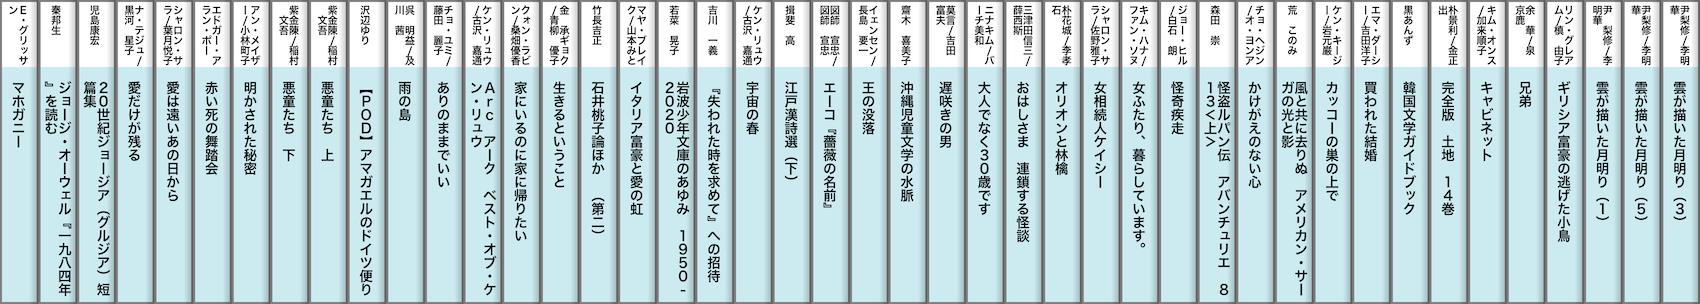 尹梨修/李明
華
雲が描いた月明り（３）
尹梨修/李明
華
雲が描いた月明り（５）
尹 梨修/李
明華
雲が描いた月明り（１）
リン・グレア
ム/槙 由子
ギリシア富豪の逃げた小鳥
余 華/泉
京鹿
兄弟
キム・オンス
/加来順子
キャビネット
朴景利/金正
出
完全版 土地 １４巻
黒あんず
韓国文学ガイドブック
エマ・ダーシ
ー/吉田洋子
買われた結婚
ケン・キージ
ー/岩元巌
カッコーの巣の上で
荒 このみ
風と共に去りぬ アメリカン・サー
ガの光と影
チョ・ヘジン
/オ・ヨンア
かけがえのない心
森田 崇
怪盗ルパン伝 アバンチュリエ ８
１３＜上＞
ジョー・ヒル
/白石 朗
怪奇疾走
キム・ハナ/
ファン・ソヌ
女ふたり、暮らしています。
シャロン・サ
ラ/佐野雅子
女相続人ケイシー
朴花城/李孝
石
オリオンと林檎
三津田信三/
薛西斯
おはしさま 連鎖する怪談
ニナキム/バ
ーチ美和
大人でなく３０歳です
莫言/吉田
富夫
遅咲きの男
齋木 喜美子
沖縄児童文学の水脈
イェンセン/
長島 要一
王の没落
図師 宣忠/
図師 宣忠
エーコ『薔薇の名前』
揖斐 高
江戸漢詩選（下）
ケン・リュウ
/古沢 嘉通
宇宙の春
吉川 一義
『失われた時を求めて』への招待
若菜 晃子
岩波少年文庫のあゆみ １９５０-
２０２０
マヤ・ブレイ
ク/山本みと
イタリア富豪と愛の虹
竹長吉正
石井桃子論ほか （第二）
金 承ギョク
/青柳 優子
生きるということ
クォン・ラビ
ン/桑畑優香
家にいるのに家に帰りたい
ケン・リュウ
/古沢 嘉通
Ａｒｃ アーク ベスト・オブ・ケ
ン・リュウ
チョ・ユミ/
藤田 麗子
ありのままでいい
呉 明益/及
川 茜
雨の島
沢辺ゆり
【ＰＯＤ】アマガエルのドイツ便り
紫金陳/稲村
文吾
悪童たち 上
紫金陳/稲村
文吾
悪童たち 下
アン・メイザ
ー/小林町子
明かされた秘密
エドガー・ア
ラン・ポー
赤い死の舞踏会
シャロン・サ
ラ/葉月悦子
愛は遠いあの日から
ナ・テジュ/
黒河 星子
愛だけが残る
児島康宏
２０世紀ジョージア（グルジア）短
篇集
秦邦生
ジョージ・オーウェル『一九八四年
』を読む
Ｅ・グリッサ
ン
マホガニー